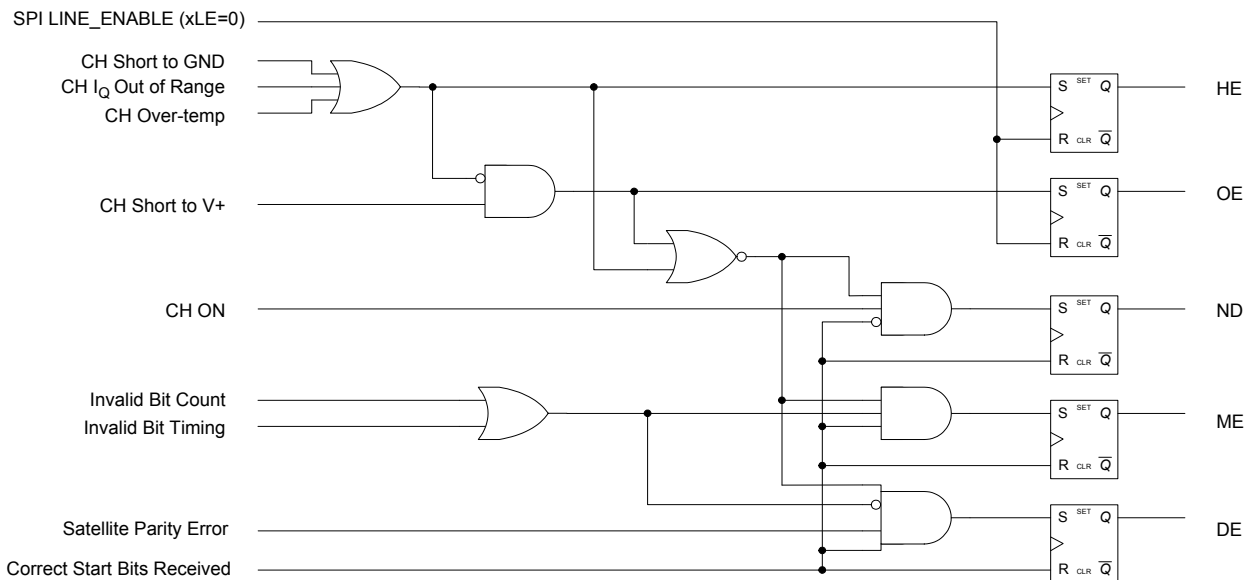 SPI LINE_ENABLE (xLE=0)
CH Short to GND
CH IQ Out of Range
CH Over-temp
S SET Q
HE
R CLR Q
CH Short to V+
S SET Q
OE
R CLR Q
CH ON
S SET Q
ND
R CLR Q
Invalid Bit Count
Invalid Bit Timing
S SET Q
ME
R CLR Q
Satellite Parity Error
S SET Q
DE
Correct Start Bits Received
R CLR Q